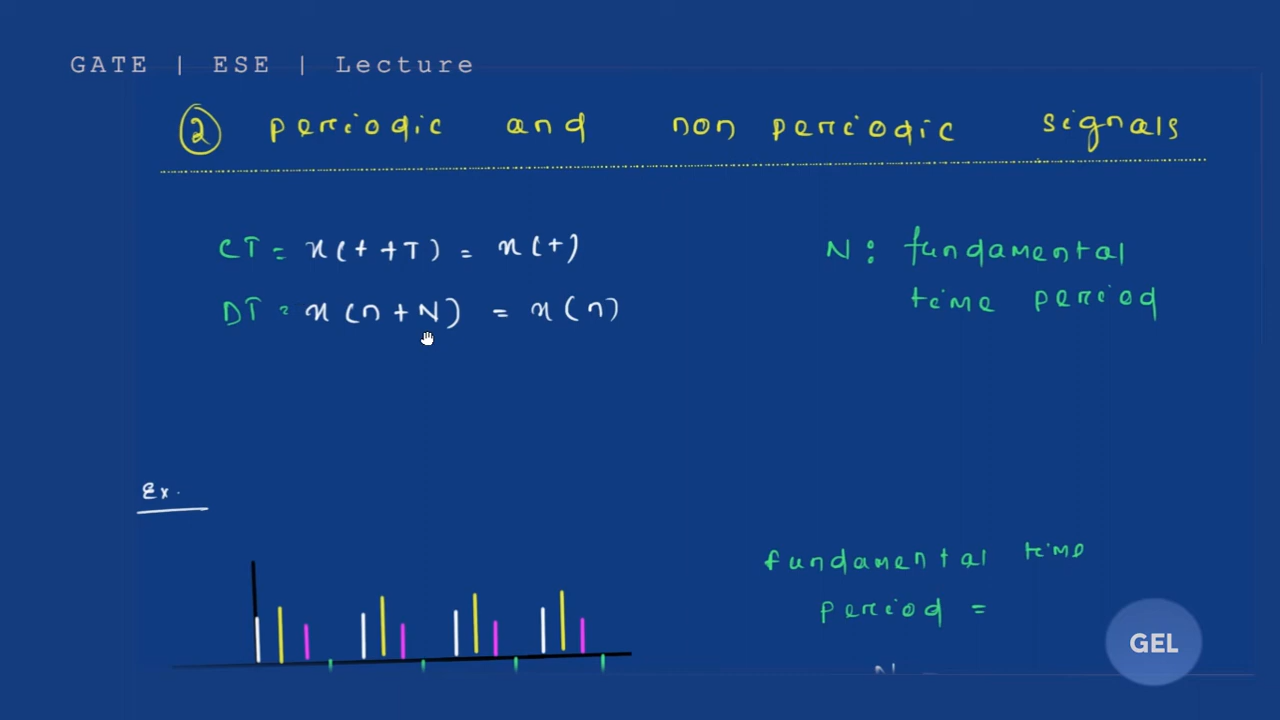 GATE | ESE | Lecture
② periodic and non periodic signals
CT = x(t+T) = x(t)
N: fundamental
time period
DT = x(n+N) = x(n)
Ex.
fundamental time
period =
GEL